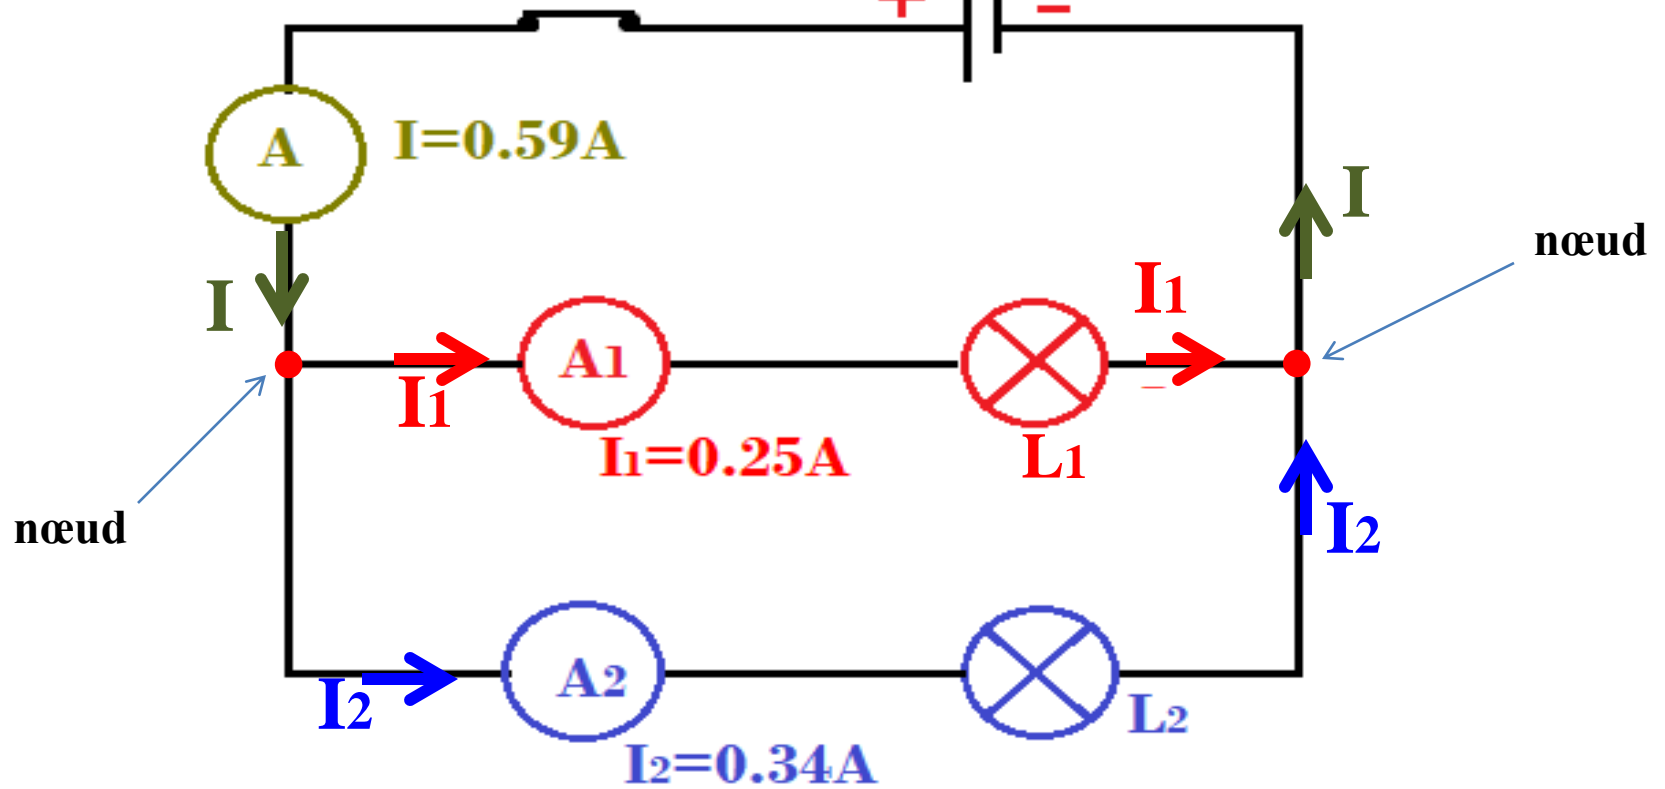 + −
A
I=0.59A
I
nœud
I
I1
A1
I1
I1=0.25A
L1
−
nœud
I2
A2
I2
L2
I2=0.34A